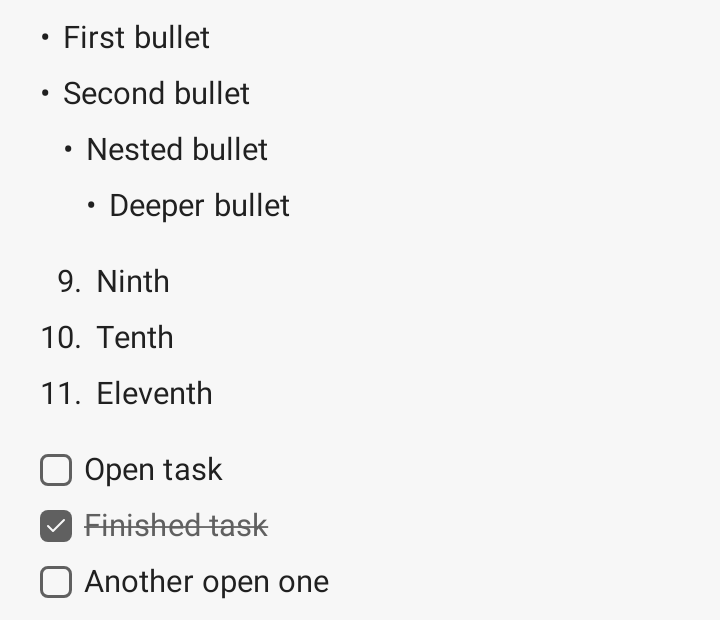 • First bullet
• Second bullet
• Nested bullet
• Deeper bullet
9. Ninth
10. Tenth
11. Eleventh
Open task
Finished task
Another open one